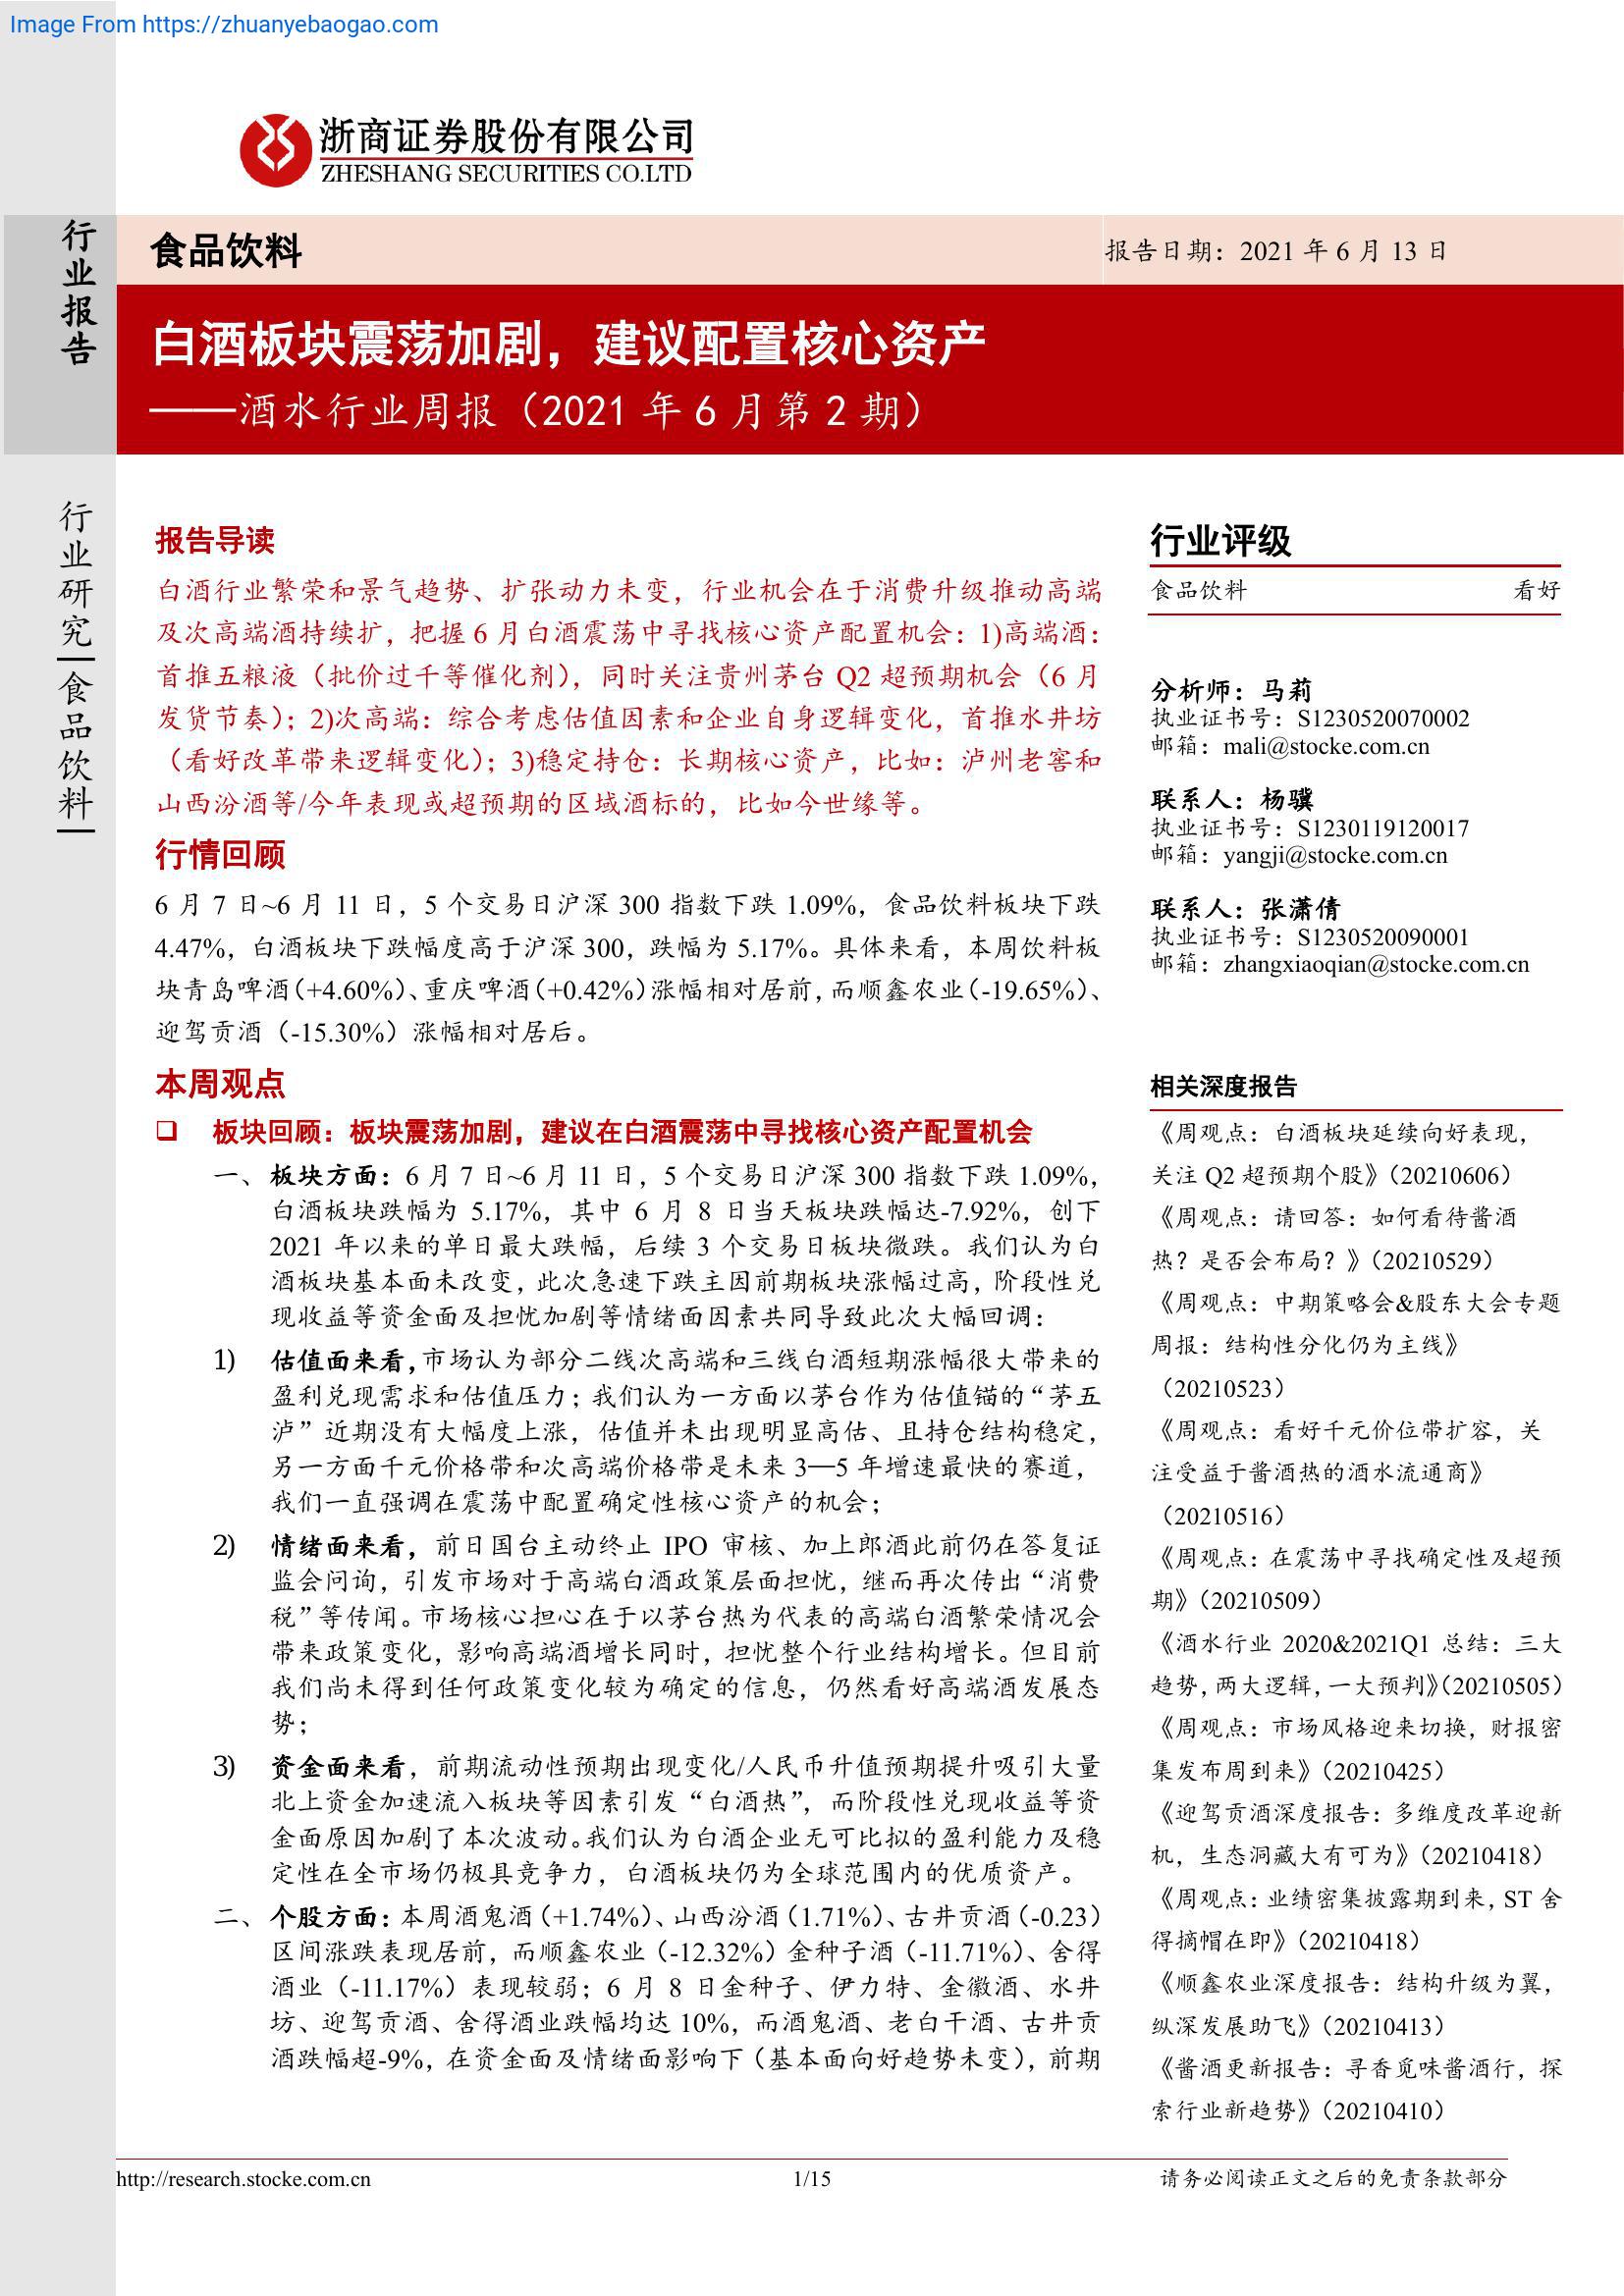 Image From https://zhuanyebaogao.com
浙商证券股份有限公司
ZHESHANG SECURITIES CO.LTD
行业报告
食品饮料
报告日期：2021 年 6 月 13 日
白酒板块震荡加剧，建议配置核心资产
——酒水行业周报（2021 年 6 月第 2 期）
行业研究|食品饮料|
报告导读
白酒行业繁荣和景气趋势、扩张动力未变，行业机会在于消费升级推动高端
及次高端酒持续扩，把握 6 月白酒震荡中寻找核心资产配置机会：1)高端酒：
首推五粮液（批价过千等催化剂），同时关注贵州茅台 Q2 超预期机会（6 月
发货节奏）；2)次高端：综合考虑估值因素和企业自身逻辑变化，首推水井坊
（看好改革带来逻辑变化）；3)稳定持仓：长期核心资产，比如：泸州老窖和
山西汾酒等/今年表现或超预期的区域酒标的，比如今世缘等。
行情回顾
6 月 7 日~6 月 11 日，5 个交易日沪深 300 指数下跌 1.09%，食品饮料板块下跌
4.47%，白酒板块下跌幅度高于沪深 300，跌幅为 5.17%。具体来看，本周饮料板
块青岛啤酒（+4.60%）、重庆啤酒（+0.42%）涨幅相对居前，而顺鑫农业（-19.65%）、
迎驾贡酒（-15.30%）涨幅相对居后。
本周观点
❑ 板块回顾：板块震荡加剧，建议在白酒震荡中寻找核心资产配置机会
一、板块方面：6 月 7 日~6 月 11 日，5 个交易日沪深 300 指数下跌 1.09%，
白酒板块跌幅为 5.17%，其中 6 月 8 日当天板块跌幅达-7.92%，创下
2021 年以来的单日最大跌幅，后续 3 个交易日板块微跌。我们认为白
酒板块基本面未改变，此次急速下跌主因前期板块涨幅过高，阶段性兑
现收益等资金面及担忧加剧等情绪面因素共同导致此次大幅回调：
1) 估值面来看，市场认为部分二线次高端和三线白酒短期涨幅很大带来的
盈利兑现需求和估值压力；我们认为一方面以茅台作为估值锚的“茅五
泸”近期没有大幅度上涨，估值并未出现明显高估、且持仓结构稳定，
另一方面千元价格带和次高端价格带是未来 3—5 年增速最快的赛道，
我们一直强调在震荡中配置确定性核心资产的机会；
2) 情绪面来看，前日国台主动终止 IPO 审核、加上郎酒此前仍在答复证
监会问询，引发市场对于高端白酒政策层面担忧，继而再次传出“消费
税”等传闻。市场核心担心在于以茅台热为代表的高端白酒繁荣情况会
带来政策变化，影响高端酒增长同时，担忧整个行业结构增长。但目前
我们尚未得到任何政策变化较为确定的信息，仍然看好高端酒发展态
势；
3) 资金面来看，前期流动性预期出现变化/人民币升值预期提升吸引大量
北上资金加速流入板块等因素引发“白酒热”，而阶段性兑现收益等资
金面原因加剧了本次波动。我们认为白酒企业无可比拟的盈利能力及稳
定性在全市场仍极具竞争力，白酒板块仍为全球范围内的优质资产。
二、个股方面：本周酒鬼酒（+1.74%）、山西汾酒（1.71%）、古井贡酒（-0.23）
区间涨跌表现居前，而顺鑫农业（-12.32%）金种子酒（-11.71%）、舍得
酒业（-11.17%）表现较弱；6 月 8 日金种子、伊力特、金徽酒、水井
坊、迎驾贡酒、舍得酒业跌幅均达 10%，而酒鬼酒、老白干酒、古井贡
酒跌幅超-9%，在资金面及情绪面影响下（基本面向好趋势未变），前期
行业评级
食品饮料 看好
分析师：马莉
执业证书号：S1230520070002
邮箱：mali@stocke.com.cn
联系人：杨骥
执业证书号：S1230119120017
邮箱：yangji@stocke.com.cn
联系人：张潇倩
执业证书号：S1230520090001
邮箱：zhangxiaoqian@stocke.com.cn
相关深度报告
《周观点：白酒板块延续向好表现，
关注 Q2 超预期个股》（20210606）
《周观点：请回答：如何看待酱酒
热？是否会布局？》（20210529）
《周观点：中期策略会&股东大会专题
周报：结构性分化仍为主线》
（20210523）
《周观点：看好千元价位带扩容，关
注受益于酱酒热的酒水流通商》
（20210516）
《周观点：在震荡中寻找确定性及超预
期》（20210509）
《酒水行业 2020&2021Q1 总结：三大
趋势，两大逻辑，一大预判》（20210505）
《周观点：市场风格迎来切换，财报密
集发布周到来》（20210425）
《迎驾贡酒深度报告：多维度改革迎新
机，生态洞藏大有可为》（20210418）
《周观点：业绩密集披露期到来，ST 舍
得摘帽在即》（20210418）
《顺鑫农业深度报告：结构升级为翼，
纵深发展助飞》（20210413）
《酱酒更新报告：寻香觅味酱酒行，探
索行业新趋势》（20210410）
http://research.stocke.com.cn
1/15
请务必阅读正文之后的免责条款部分